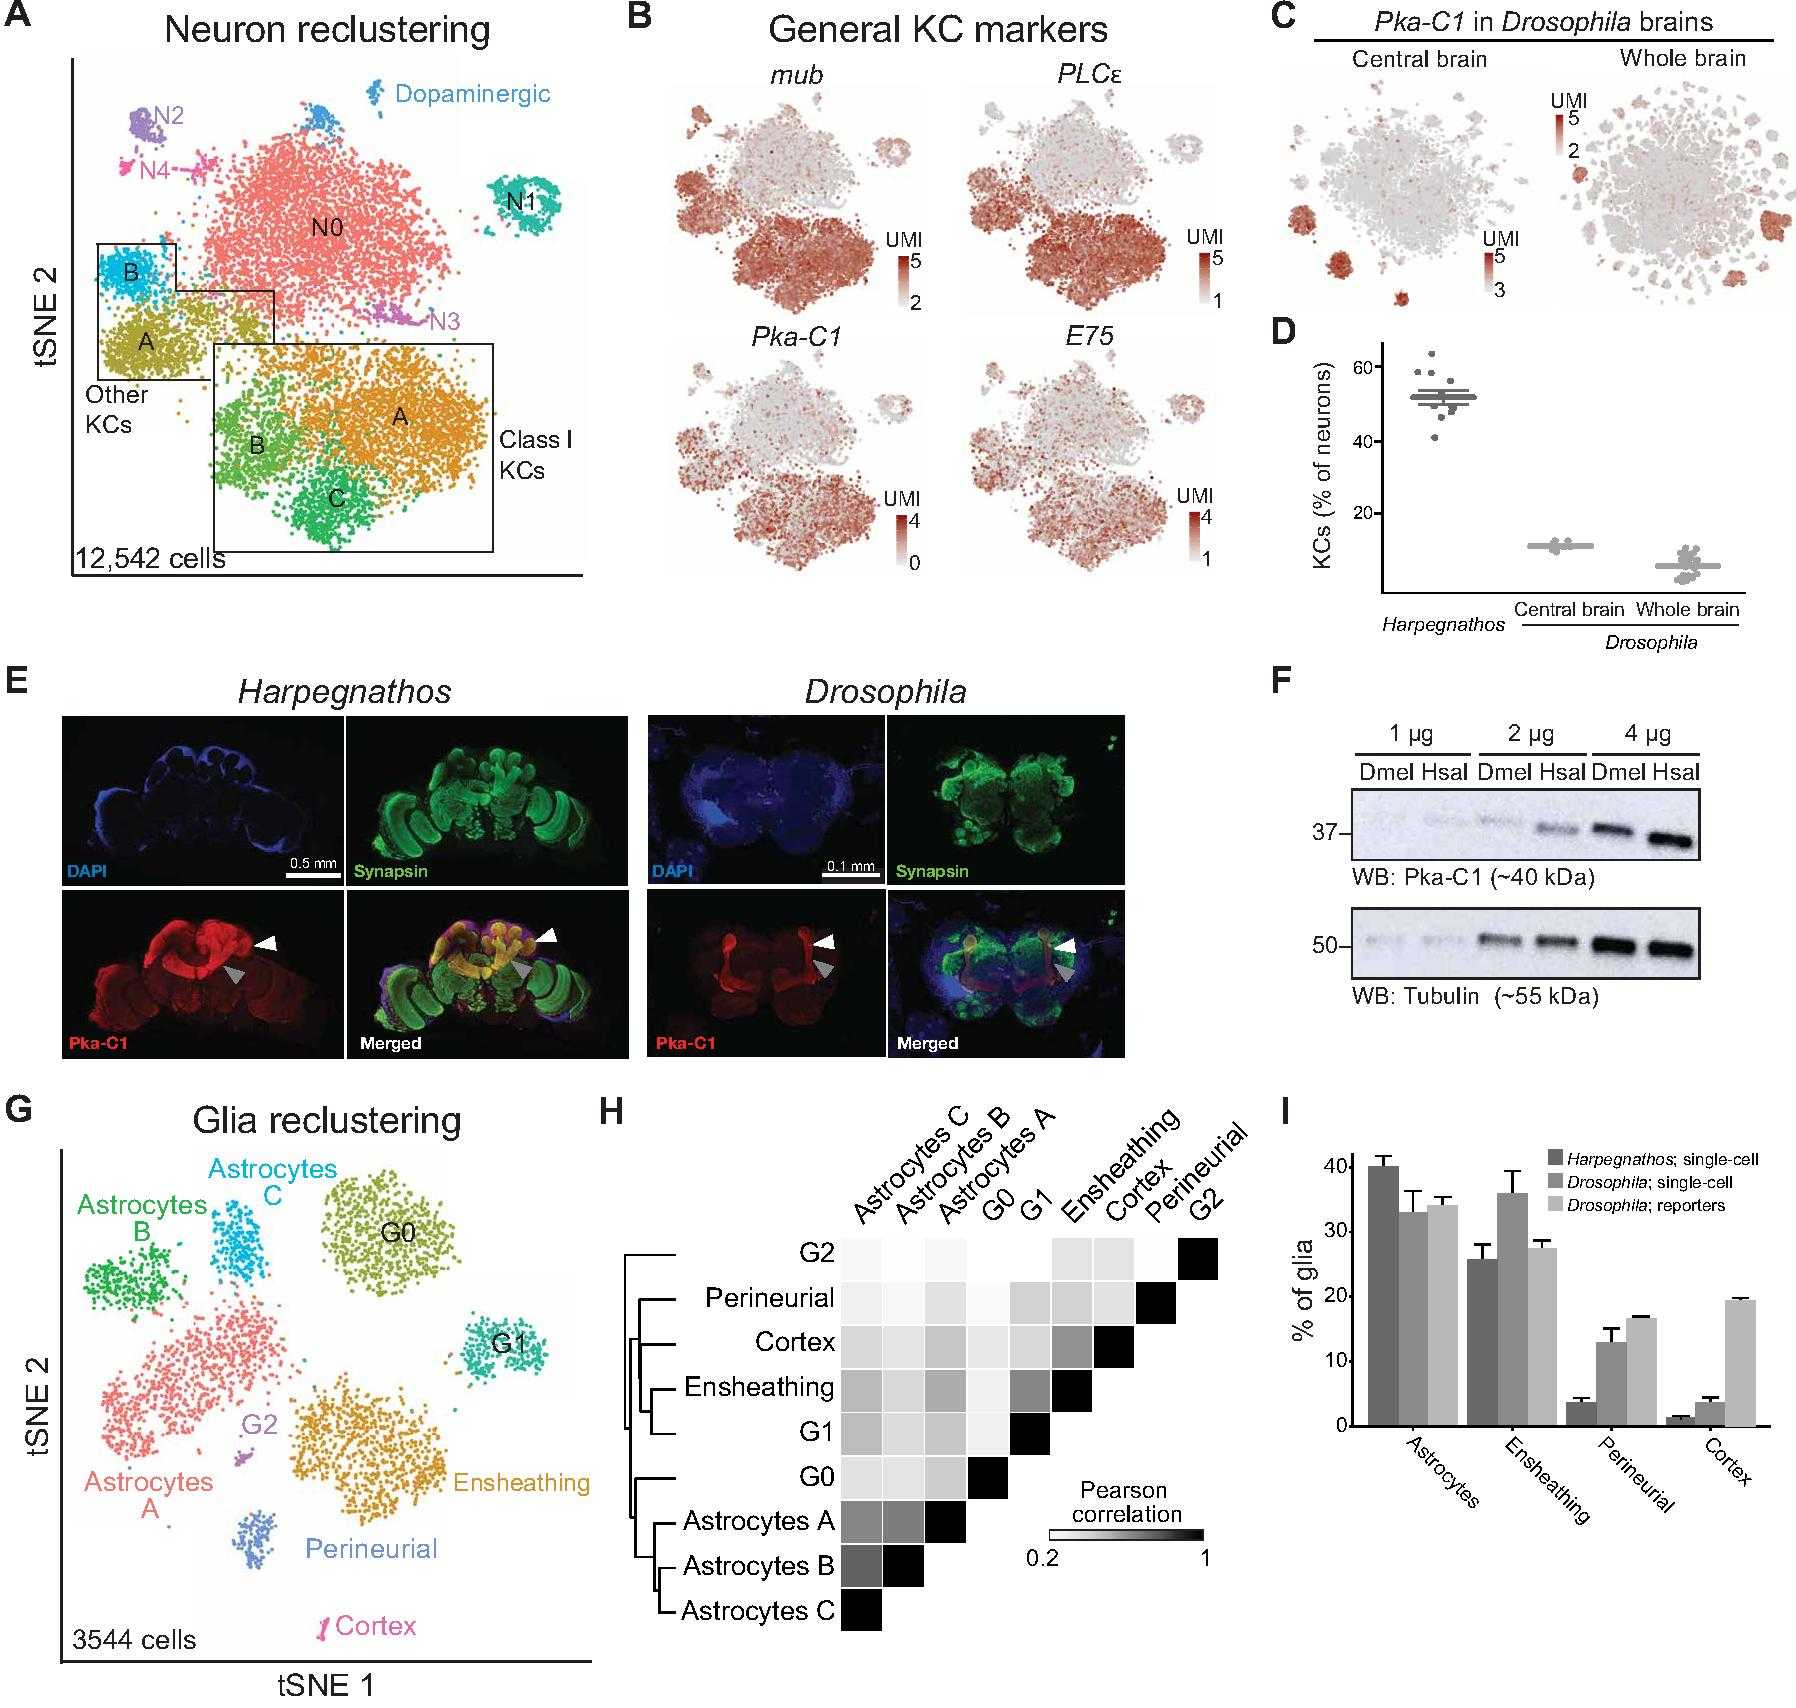 A
Neuron reclustering
Dopaminergic
N2
N4
N0
N1
B
A
N3
Other
KCs
A
B
C
Class I
KCs
12,542 cells
tSNE 2
B
General KC markers
mub
PLCε
UMI
5
2
UMI
5
1
Pka-C1
E75
UMI
4
0
UMI
4
1
C
Pka-C1 in Drosophila brains
Central brain
Whole brain
UMI
5
2
UMI
5
3
D
KCs (% of neurons)
60
40
20
Harpegnathos
Central brain
Whole brain
Drosophila
E
Harpegnathos
Drosophila
DAPI
0.5 mm
Synapsin
DAPI
0.1 mm
Synapsin
Pka-C1
Merged
Pka-C1
Merged
F
1 µg 2 µg 4 µg
Dmel Hsal Dmel Hsal Dmel Hsal
37
WB: Pka-C1 (~40 kDa)
50
WB: Tubulin (~55 kDa)
G
Glia reclustering
Astrocytes
C
Astrocytes
B
G0
G1
G2
Astrocytes
A
Ensheathing
Perineurial
Cortex
3544 cells
tSNE 2
tSNE 1
H
Astrocytes C
Astrocytes B
Astrocytes A
G0
G1
Ensheathing
Cortex
Perineurial
G2
G2
Perineurial
Cortex
Ensheathing
G1
G0
Astrocytes A
Astrocytes B
Astrocytes C
Pearson
correlation
0.2
1
I
Harpegnathos; single-cell
Drosophila; single-cell
Drosophila; reporters
% of glia
40
30
20
10
0
Astrocytes
Ensheathing
Perineurial
Cortex